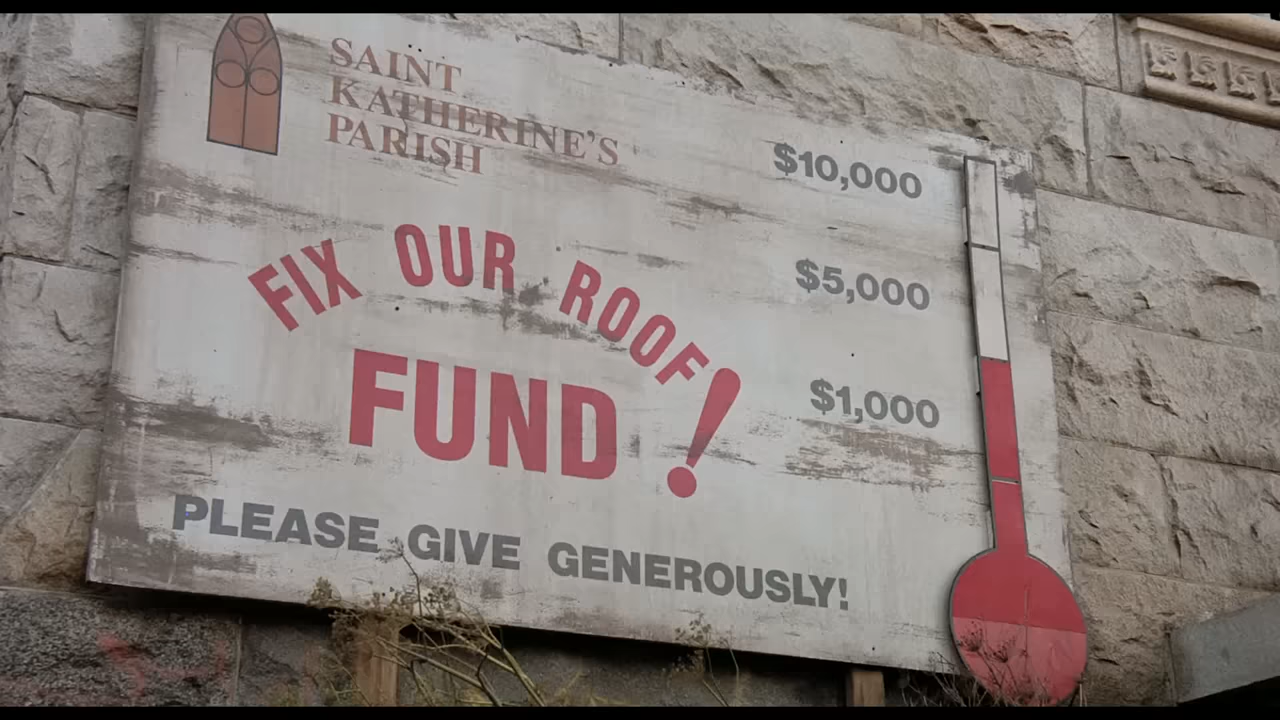 SAINT
KATHERINE'S
PARISH
$10,000
FIX OUR ROOF
$5,000
FUND!
$1,000
PLEASE GIVE GENEROUSLY!